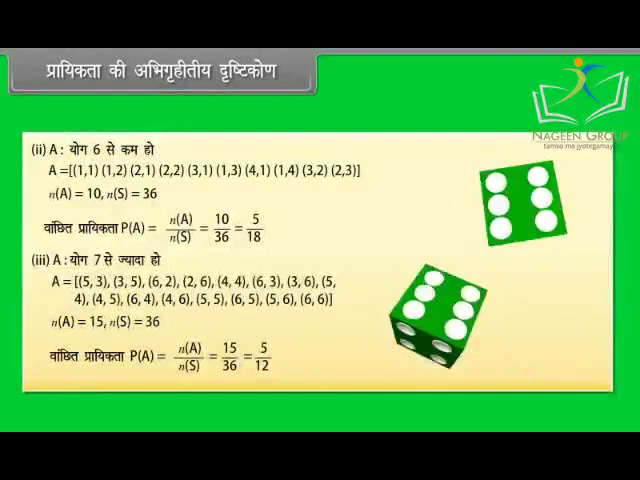 प्रायिकता की अभिगृहीतीय दृष्टिकोण
NAGEEN GROUP
tamso ma jyotirgamaya
(ii) A : योग 6 से कम हो
A =[(1,1) (1,2) (2,1) (2,2) (3,1) (1,3) (4,1) (1,4) (3,2) (2,3)]
n(A) = 10, n(S) = 36
वांछित प्रायिकता P(A) = n(A)/n(S) = 10/36 = 5/18
(iii) A : योग 7 से ज्यादा हो
A = [(5, 3), (3, 5), (6, 2), (2, 6), (4, 4), (6, 3), (3, 6), (5,
4), (4, 5), (6, 4), (4, 6), (5, 5), (6, 5), (5, 6), (6, 6)]
n(A) = 15, n(S) = 36
वांछित प्रायिकता P(A) = n(A)/n(S) = 15/36 = 5/12